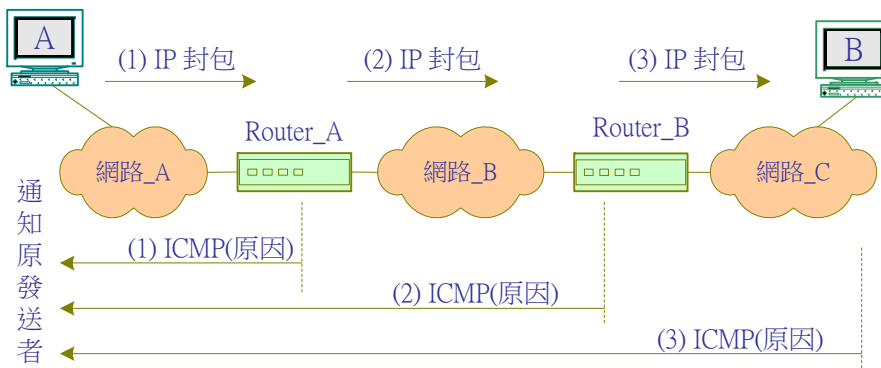 A
B
(1) IP 封包
(2) IP 封包
(3) IP 封包
Router_A
Router_B
網路_A
網路_B
網路_C
通知原發送者
(1) ICMP(原因)
(2) ICMP(原因)
(3) ICMP(原因)